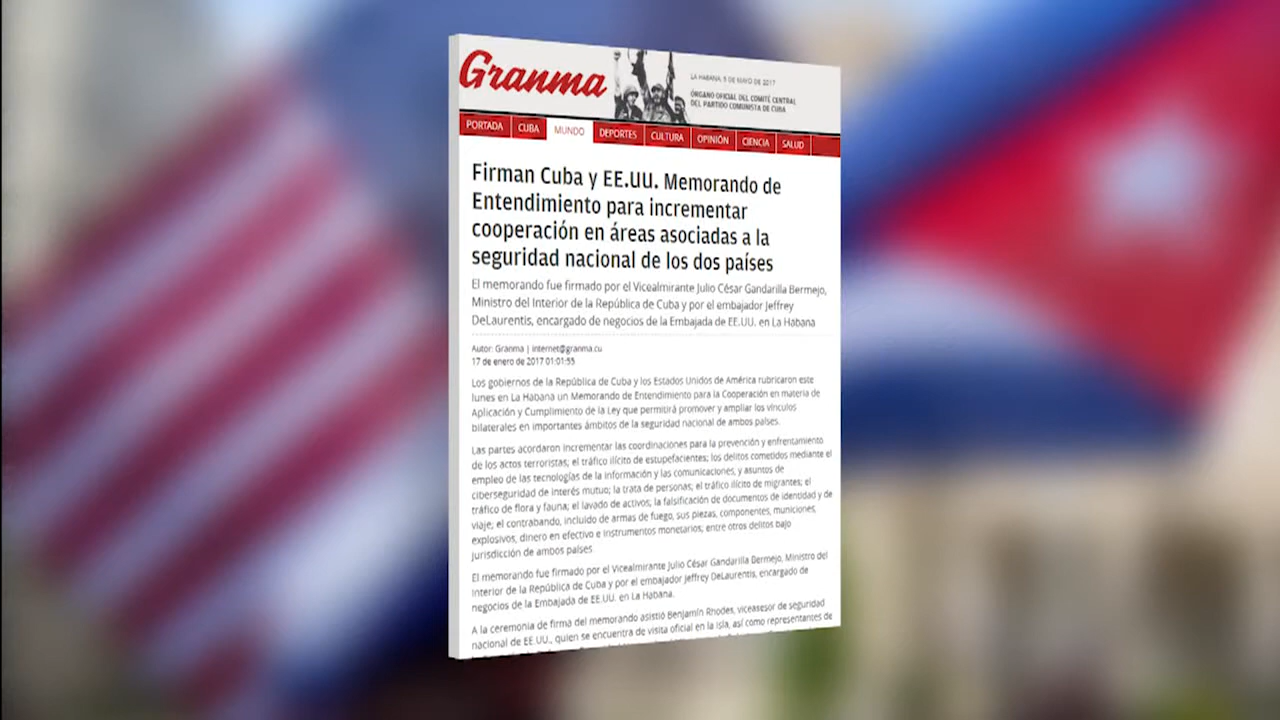 Granma
LA HABANA, 5 DE MAYO DE 2017
ÓRGANO OFICIAL DEL COMITÉ CENTRAL
DEL PARTIDO COMUNISTA DE CUBA
PORTADA CUBA MUNDO DEPORTES CULTURA OPINIÓN CIENCIA SALUD
Firman Cuba y EE.UU. Memorando de
Entendimiento para incrementar
cooperación en áreas asociadas a la
seguridad nacional de los dos países
El memorando fue firmado por el Vicealmirante Julio César Gandarilla Bermejo,
Ministro del Interior de la República de Cuba y por el embajador Jeffrey
DeLaurentis, encargado de negocios de la Embajada de EE.UU. en La Habana
Autor: Granma | internet@granma.cu
17 de enero de 2017 01:01:55
Los gobiernos de la República de Cuba y los Estados Unidos de América rubricaron este
lunes en La Habana un Memorando de Entendimiento para la Cooperación en materia de
Aplicación y Cumplimiento de la Ley que permitirá promover y ampliar los vínculos
bilaterales en importantes ámbitos de la seguridad nacional de ambos países.
Las partes acordaron incrementar las coordinaciones para la prevención y enfrentamiento
de los actos terroristas; el tráfico ilícito de estupefacientes; los delitos cometidos mediante el
empleo de las tecnologías de la información y las comunicaciones, y asuntos de
ciberseguridad de interés mutuo; la trata de personas; el tráfico ilícito de migrantes; el
tráfico de flora y fauna; el lavado de activos; la falsificación de documentos de identidad y de
viaje; el contrabando, incluido de armas de fuego, sus piezas, componentes, municiones,
explosivos, dinero en efectivo e instrumentos monetarios; entre otros delitos bajo
jurisdicción de ambos países.
El memorando fue firmado por el Vicealmirante Julio César Gandarilla Bermejo, Ministro del
Interior de la República de Cuba y por el embajador Jeffrey DeLaurentis, encargado de
negocios de la Embajada de EE.UU. en La Habana.
A la ceremonia de firma del memorando asistió Benjamín Rhodes, viceasesor de seguridad
nacional de EE.UU., quien se encuentra de visita oficial en la Isla, así como representantes de